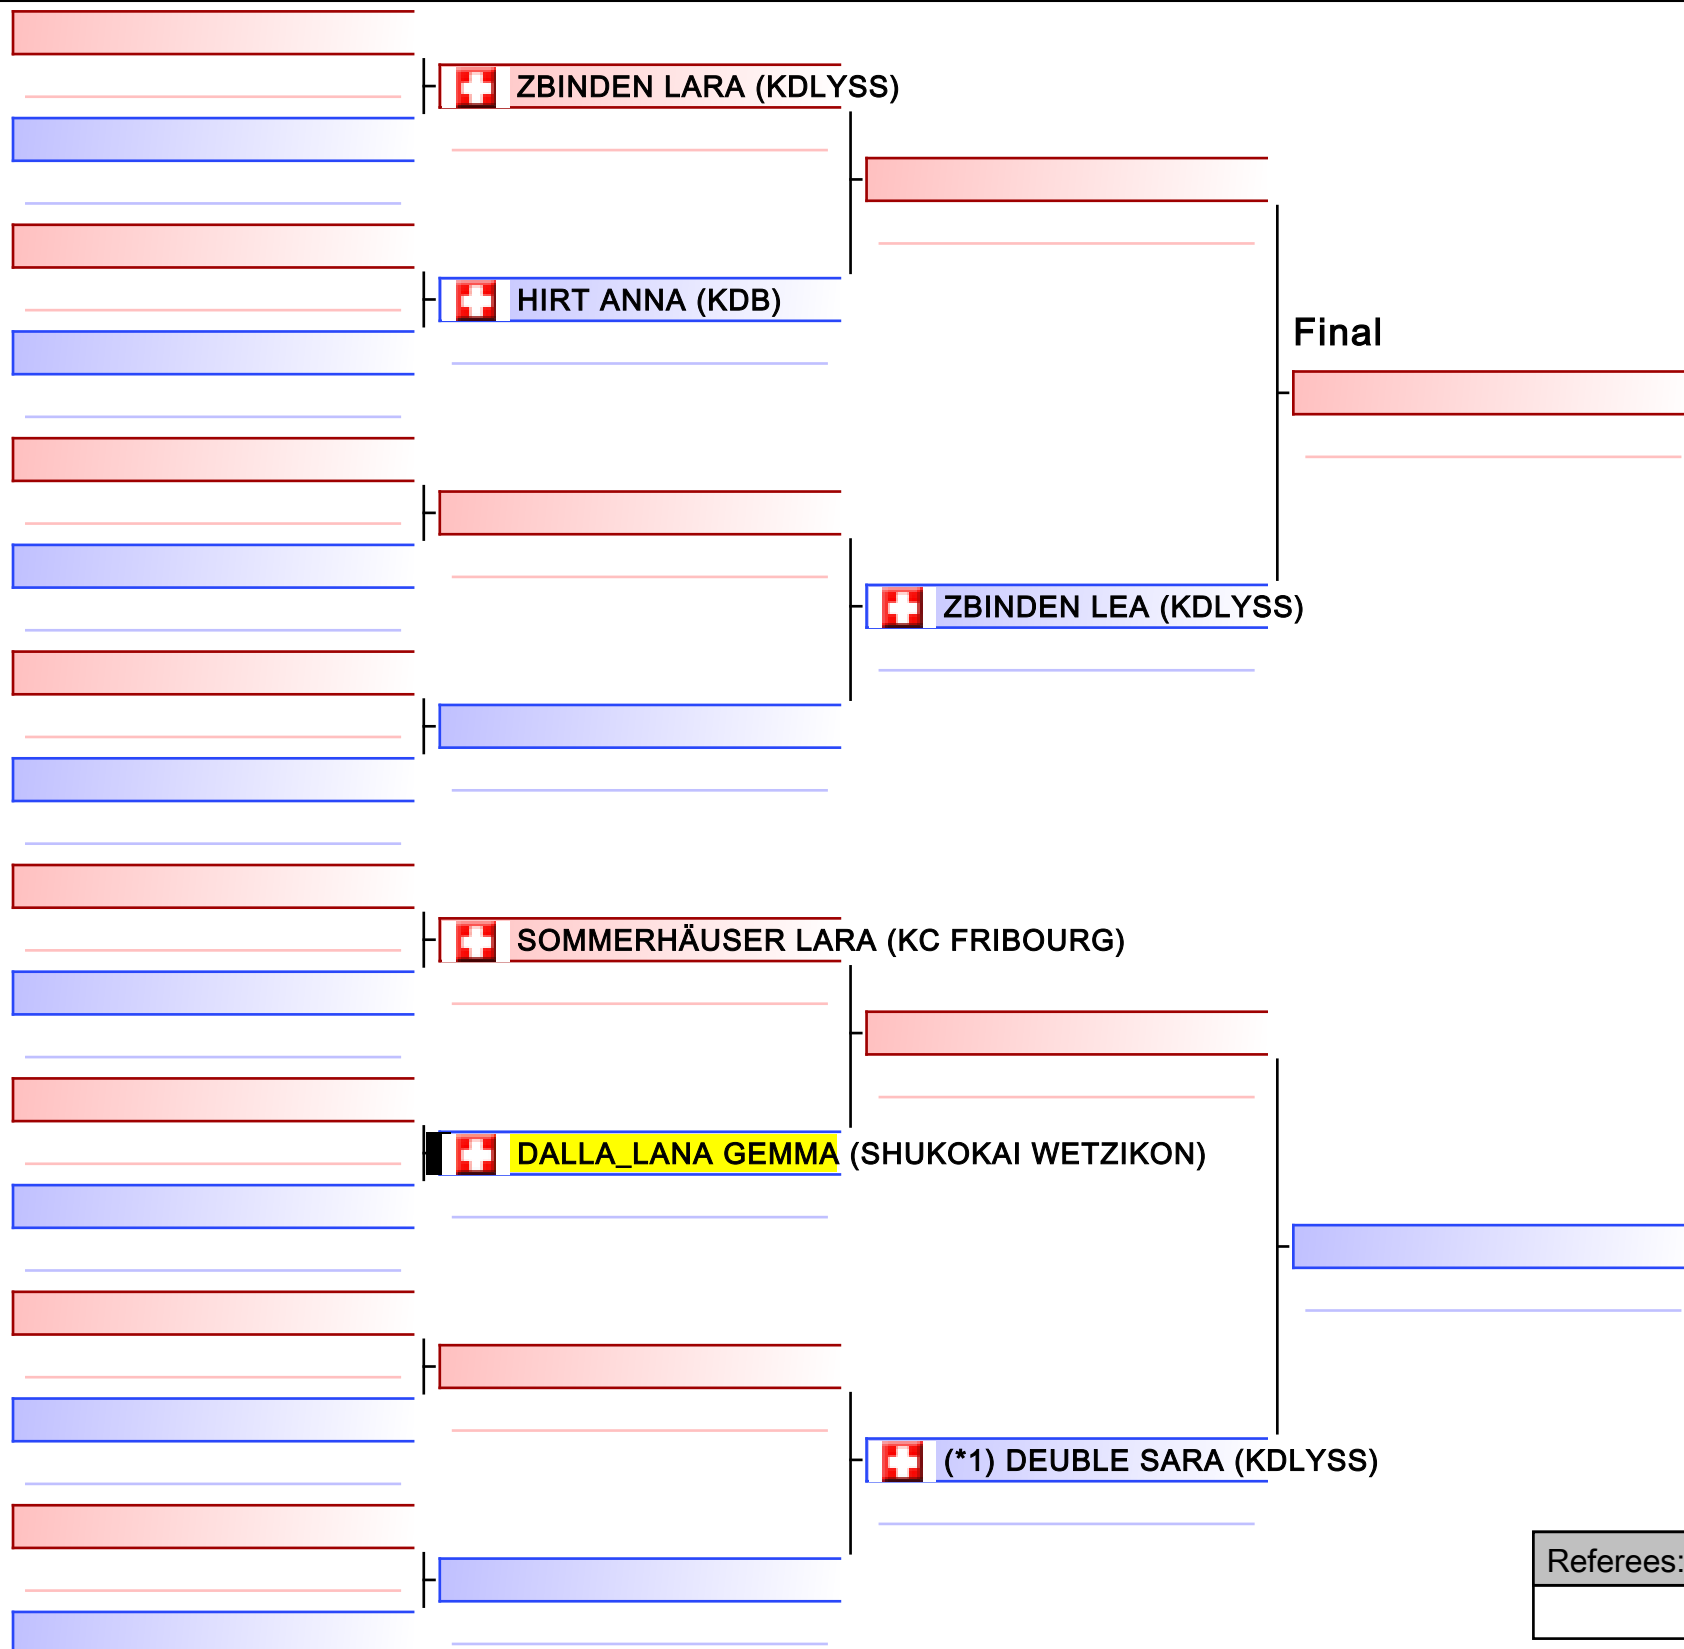 ZBINDEN LARA (KDLYSS)
HIRT ANNA (KDB)
Final
ZBINDEN LEA (KDLYSS)
SOMMERHÄUSER LARA (KC FRIBOURG)
DALLA_LANA GEMMA (SHUKOKAI WETZIKON)
(*1) DEUBLE SARA (KDLYSS)
Referees: